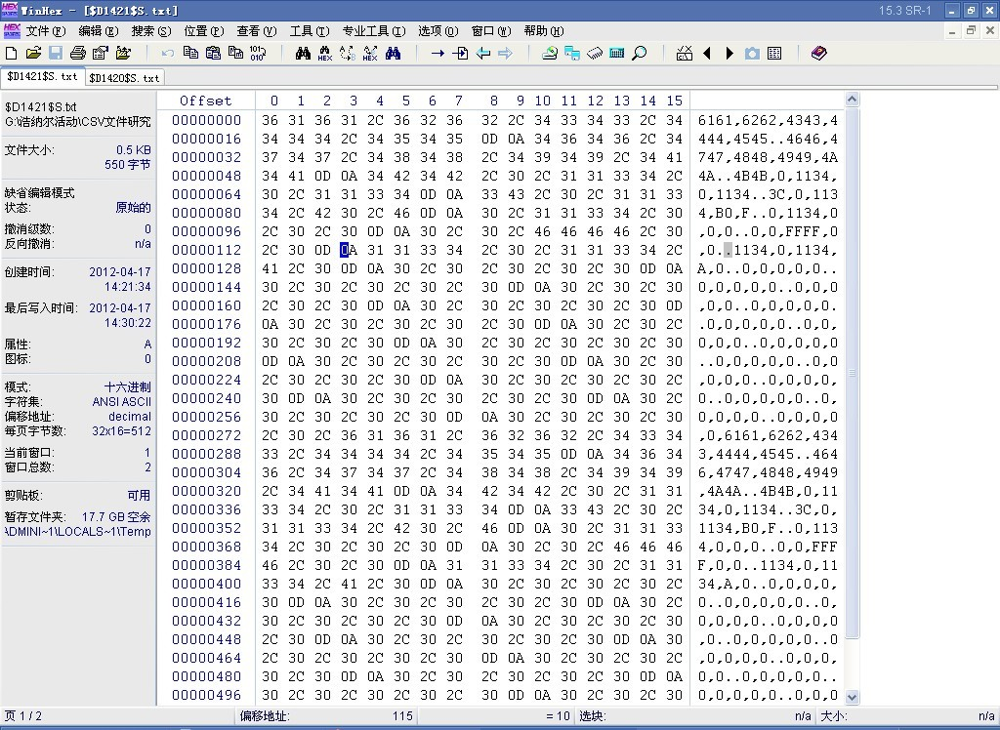 WinHex - [$D1421$S.txt]
15.3 SR-1
文件(F) 编辑(E) 搜索(S) 位置(P) 查看(V) 工具(T) 专业工具(I) 选项(O) 窗口(W) 帮助(H)
$D1421$S.txt $D1420$S.txt
$D1421$S.txt
G:\浩纳尔活动\CSV文件研究
文件大小: 0.5 KB
550 字节
缺省编辑模式
状态: 原始的
撤消级数: 0
反向撤消: n/a
创建时间: 2012-04-17
14:21:34
最后写入时间: 2012-04-17
14:30:22
属性: A
图标: 0
模式: 十六进制
字符集: ANSI ASCII
偏移地址: decimal
每页字节数: 32x16=512
当前窗口: 1
窗口总数: 2
剪贴板: 可用
暂存文件夹: 17.7 GB 空余
\DMINI~1\LOCALS~1\Temp
Offset 0 1 2 3 4 5 6 7 8 9 10 11 12 13 14 15
00000000 36 31 36 31 2C 36 32 36 32 2C 34 33 34 33 2C 34 6161,6262,4343,4
00000016 34 34 34 2C 34 35 34 35 0D 0A 34 36 34 36 2C 34 444,4545..4646,4
00000032 37 34 37 2C 34 38 34 38 2C 34 39 34 39 2C 34 41 747,4848,4949,4A
00000048 34 41 0D 0A 34 42 34 42 2C 30 2C 31 31 33 34 2C 4A..4B4B,0,1134,
00000064 30 2C 31 31 33 34 0D 0A 33 43 2C 30 2C 31 31 33 0,1134..3C,0,113
00000080 34 2C 42 30 2C 46 0D 0A 30 2C 31 31 33 34 2C 30 4,B0,F..0,1134,0
00000096 2C 30 2C 30 0D 0A 30 2C 30 2C 46 46 46 46 2C 30 ,0,0..0,0,FFFF,0
00000112 2C 30 0D 0A 31 31 33 34 2C 30 2C 31 31 33 34 2C ,0..1134,0,1134,
00000128 41 2C 30 0D 0A 30 2C 30 2C 30 2C 30 2C 30 0D 0A A,0..0,0,0,0,0..
00000144 30 2C 30 2C 30 2C 30 2C 30 0D 0A 30 2C 30 2C 30 0,0,0,0,0..0,0,0
00000160 2C 30 2C 30 0D 0A 30 2C 30 2C 30 2C 30 2C 30 0D ,0,0..0,0,0,0,0.
00000176 0A 30 2C 30 2C 30 2C 30 2C 30 0D 0A 30 2C 30 2C .0,0,0,0,0..0,0,
00000192 30 2C 30 2C 30 0D 0A 30 2C 30 2C 30 2C 30 2C 30 0,0,0..0,0,0,0,0
00000208 0D 0A 30 2C 30 2C 30 2C 30 2C 30 0D 0A 30 2C 30 ..0,0,0,0,0..0,0
00000224 2C 30 2C 30 2C 30 0D 0A 30 2C 30 2C 30 2C 30 2C ,0,0,0..0,0,0,0,
00000240 30 0D 0A 30 2C 30 2C 30 2C 30 2C 30 0D 0A 30 2C 0..0,0,0,0,0..0,
00000256 30 2C 30 2C 30 2C 30 0D 0A 30 2C 30 2C 30 2C 30 0,0,0,0..0,0,0,0
00000272 2C 30 2C 36 31 36 31 2C 36 32 36 32 2C 34 33 34 ,0,6161,6262,434
00000288 33 2C 34 34 34 34 2C 34 35 34 35 0D 0A 34 36 34 3,4444,4545..464
00000304 36 2C 34 37 34 37 2C 34 38 34 38 2C 34 39 34 39 6,4747,4848,4949
00000320 2C 34 41 34 41 0D 0A 34 42 34 42 2C 30 2C 31 31 ,4A4A..4B4B,0,11
00000336 33 34 2C 30 2C 31 31 33 34 0D 0A 33 43 2C 30 2C 34,0,1134..3C,0,
00000352 31 31 33 34 2C 42 30 2C 46 0D 0A 30 2C 31 31 33 1134,B0,F..0,113
00000368 34 2C 30 2C 30 2C 30 0D 0A 30 2C 30 2C 46 46 46 4,0,0,0..0,0,FFF
00000384 46 2C 30 2C 30 0D 0A 31 31 33 34 2C 30 2C 31 31 F,0,0..1134,0,11
00000400 33 34 2C 41 2C 30 0D 0A 30 2C 30 2C 30 2C 30 2C 34,A,0..0,0,0,0,
00000416 30 0D 0A 30 2C 30 2C 30 2C 30 2C 30 0D 0A 30 2C 0..0,0,0,0,0..0,
00000432 30 2C 30 2C 30 2C 30 0D 0A 30 2C 30 2C 30 2C 30 0,0,0,0..0,0,0,0
00000448 2C 30 0D 0A 30 2C 30 2C 30 2C 30 2C 30 0D 0A 30 ,0..0,0,0,0,0..0
00000464 2C 30 2C 30 2C 30 2C 30 0D 0A 30 2C 30 2C 30 2C ,0,0,0,0..0,0,0,
00000480 30 2C 30 0D 0A 30 2C 30 2C 30 2C 30 2C 30 0D 0A 0,0..0,0,0,0,0..
00000496 30 2C 30 2C 30 2C 30 2C 30 0D 0A 30 2C 30 2C 30 0,0,0,0,0..0,0,0
页 1 / 2 偏移地址: 115 = 10 选块: n/a 大小: n/a